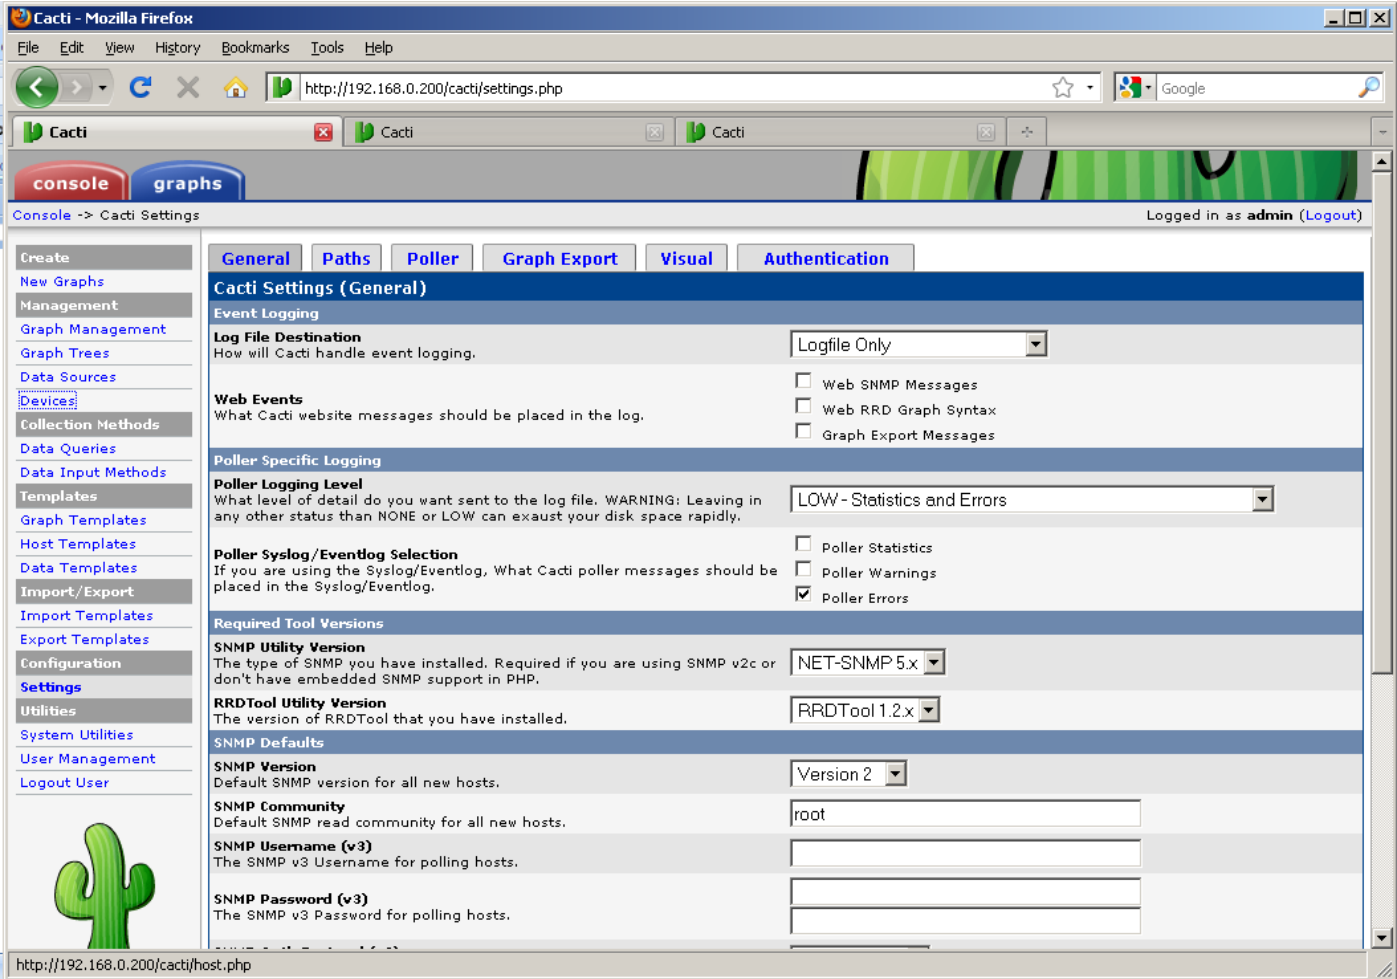 Cacti - Mozilla Firefox
File Edit View History Bookmarks Tools Help
http://192.168.0.200/cacti/settings.php
Google
Cacti
Cacti
Cacti
console
graphs
Console -> Cacti Settings
Logged in as admin (Logout)
Create
New Graphs
Management
Graph Management
Graph Trees
Data Sources
Devices
Collection Methods
Data Queries
Data Input Methods
Templates
Graph Templates
Host Templates
Data Templates
Import/Export
Import Templates
Export Templates
Configuration
Settings
Utilities
System Utilities
User Management
Logout User
General Paths Poller Graph Export Visual Authentication
Cacti Settings (General)
Event Logging
Log File Destination
How will Cacti handle event logging.
Logfile Only
Web Events
What Cacti website messages should be placed in the log.
Web SNMP Messages
Web RRD Graph Syntax
Graph Export Messages
Poller Specific Logging
Poller Logging Level
What level of detail do you want sent to the log file. WARNING: Leaving in
any other status than NONE or LOW can exaust your disk space rapidly.
LOW - Statistics and Errors
Poller Syslog/Eventlog Selection
If you are using the Syslog/Eventlog, What Cacti poller messages should be
placed in the Syslog/Eventlog.
Poller Statistics
Poller Warnings
Poller Errors
Required Tool Versions
SNMP Utility Version
The type of SNMP you have installed. Required if you are using SNMP v2c or
don't have embedded SNMP support in PHP.
NET-SNMP 5.x
RRDTool Utility Version
The version of RRDTool that you have installed.
RRDTool 1.2.x
SNMP Defaults
SNMP Version
Default SNMP version for all new hosts.
Version 2
SNMP Community
Default SNMP read community for all new hosts.
root
SNMP Username (v3)
The SNMP v3 Username for polling hosts.
SNMP Password (v3)
The SNMP v3 Password for polling hosts.
http://192.168.0.200/cacti/host.php